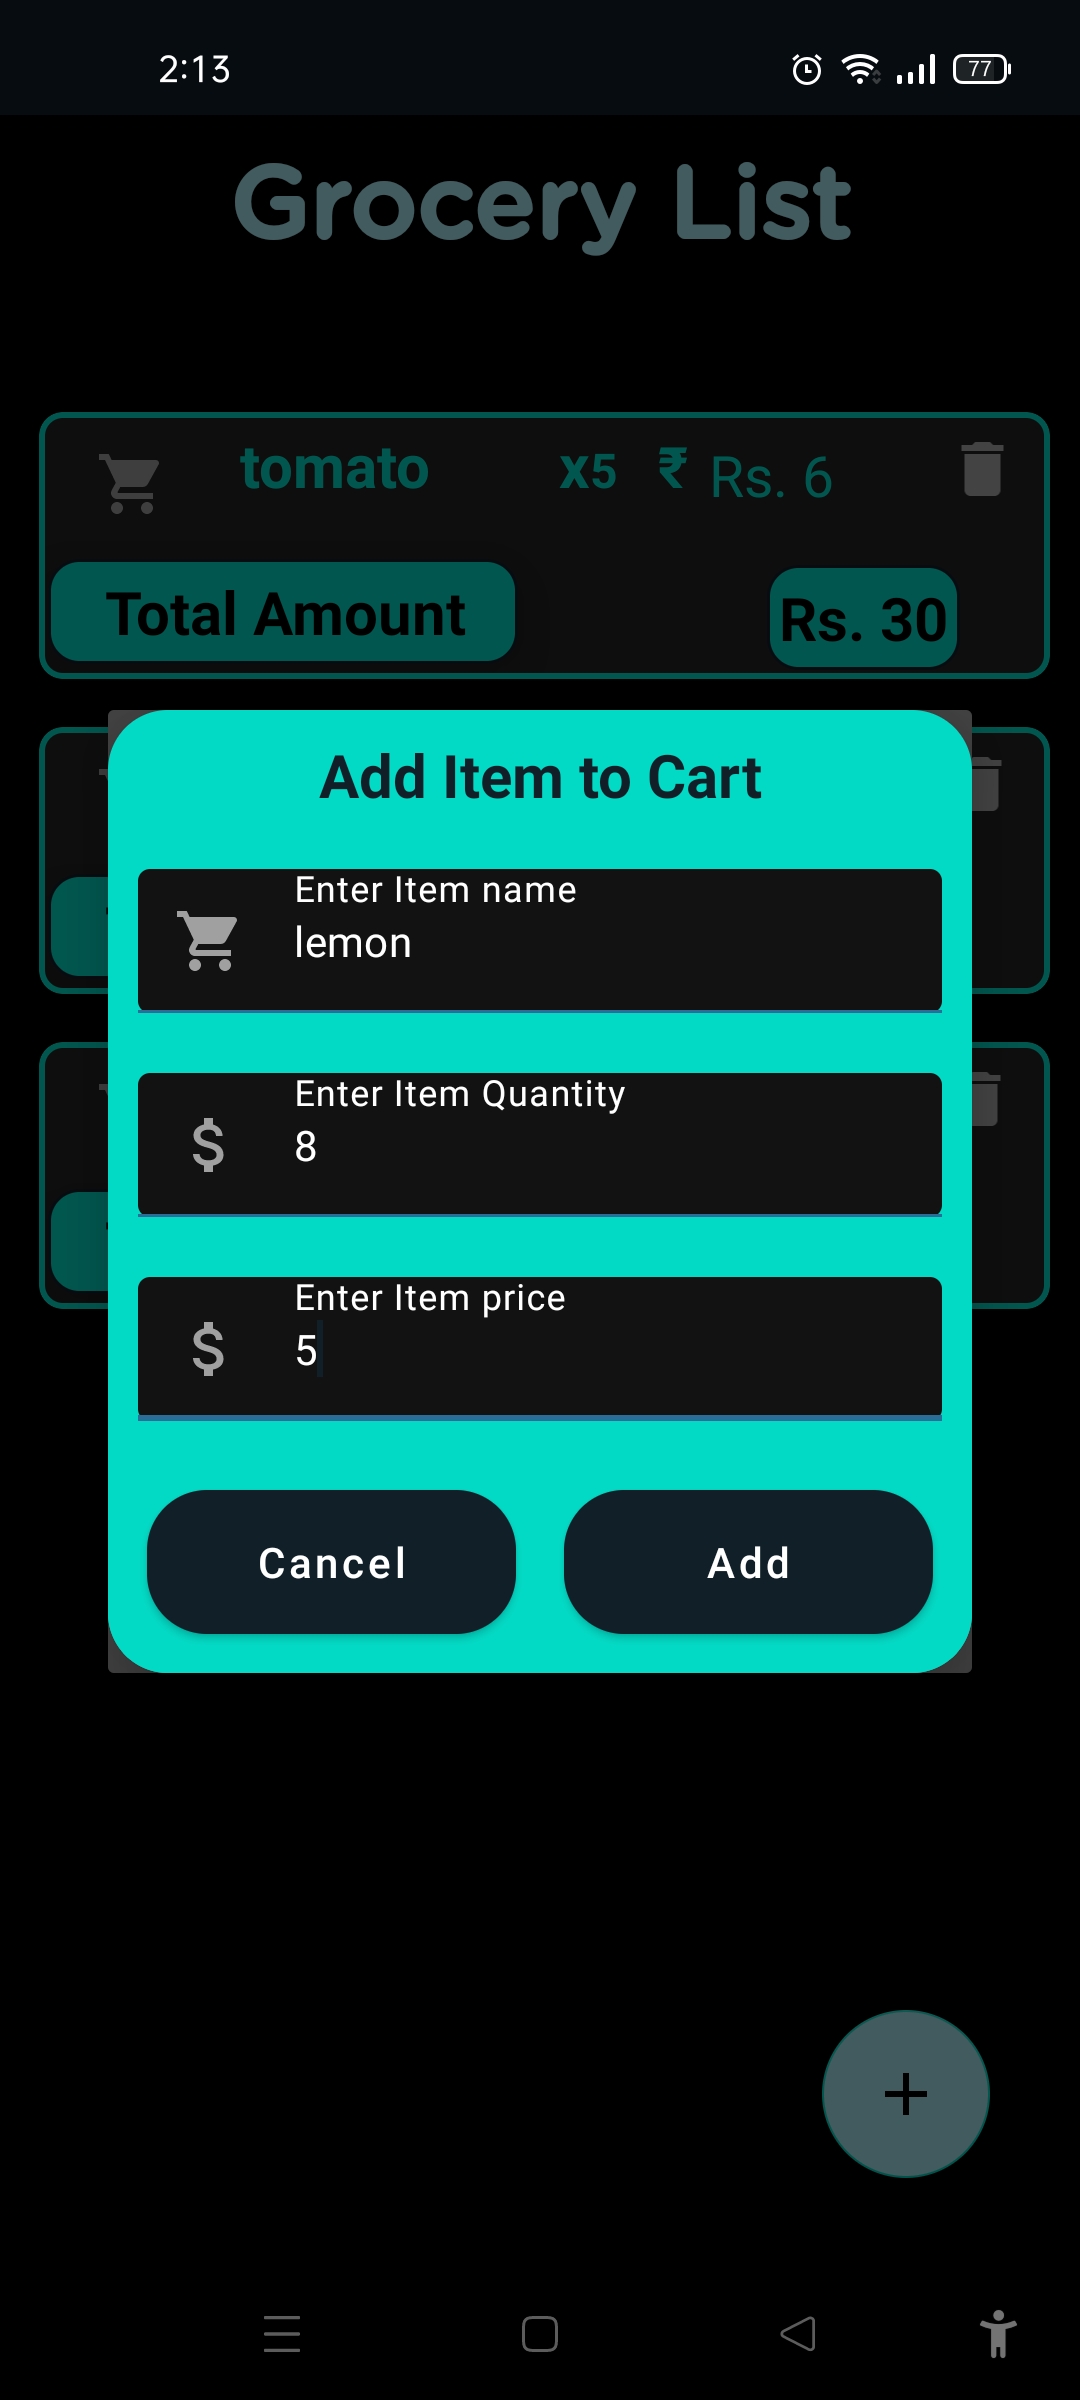 2:13
77
Grocery List
tomato x5 ₹ Rs. 6
Total Amount Rs. 30
Add Item to Cart
Enter Item name
lemon
Enter Item Quantity
$ 8
Enter Item price
$ 5
Cancel Add
+